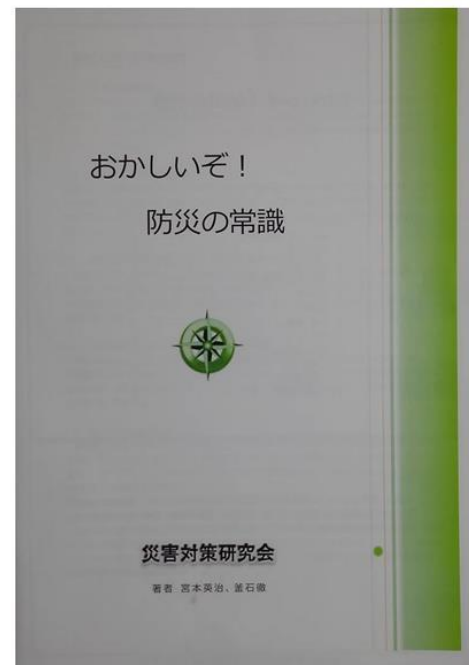 おかしいぞ！
防災の常識
災害対策研究会
著者 宮本英治、釜石徹